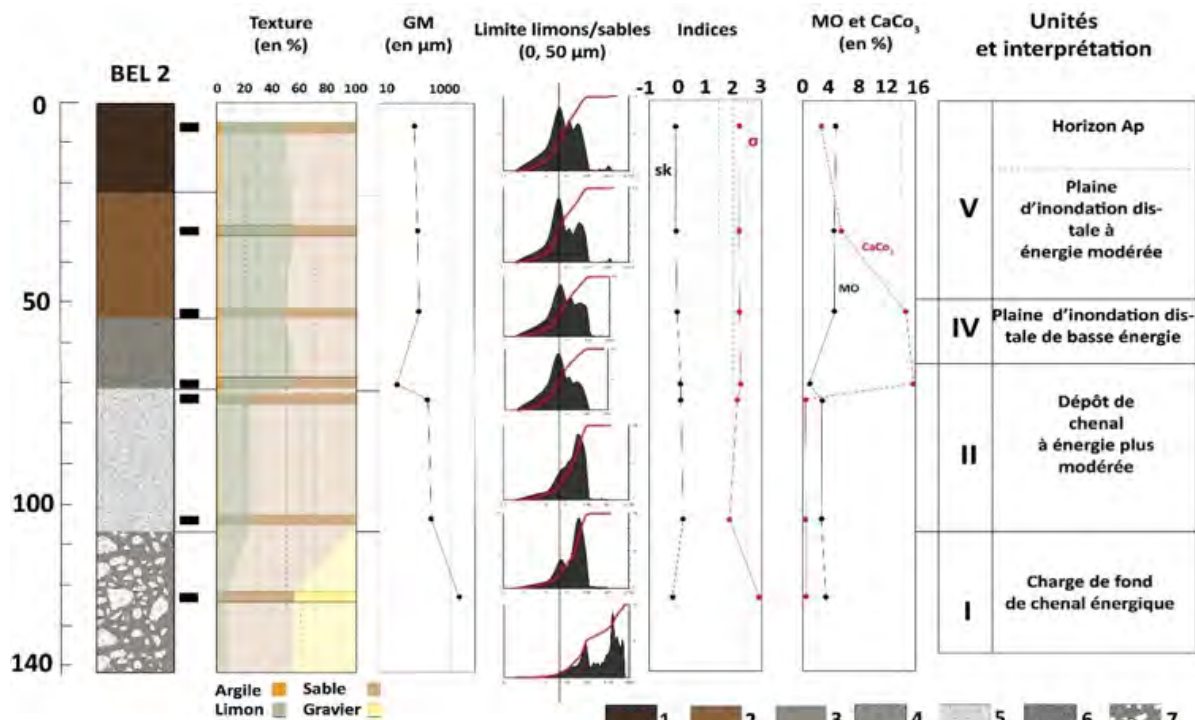 Texture
(en %)
GM
(en µm)
Limite limons/sables
(0, 50 µm)
Indices
MO et CaCo3
(en %)
Unités
et interprétation
BEL 2
0 20 40 60 80 100
10 1000
-1 0 1 2 3
0 4 8 12 16
0
50
100
140
sk
σ
CaCo3
MO
Horizon Ap
V
Plaine
d'inondation dis-
tale à
énergie modérée
IV
Plaine d'inondation dis-
tale de basse énergie
II
Dépôt de
chenal
à énergie plus
modérée
I
Charge de fond
de chenal énergique
Argile Sable
Limon Gravier
1 2 3 4 5 6 7